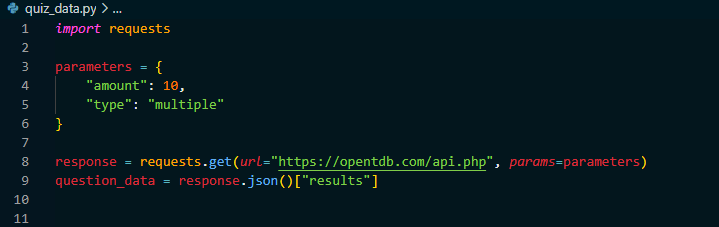 quiz_data.py > ...
1 import requests
2
3 parameters = {
4     "amount": 10,
5     "type": "multiple"
6 }
7
8 response = requests.get(url="https://opentdb.com/api.php", params=parameters)
9 question_data = response.json()["results"]
10
11